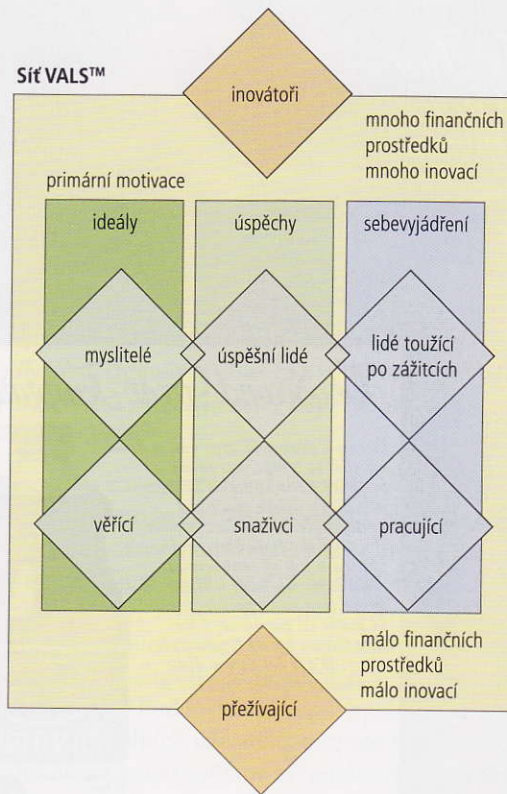 Síť VALS™
inovátoři
mnoho finančních
prostředků
mnoho inovací
primární motivace
ideály
úspěchy
sebevyjádření
myslitelé
úspěšní lidé
lidé toužící
po zážitcích
věřící
snaživci
pracující
málo finančních
prostředků
málo inovací
přežívající